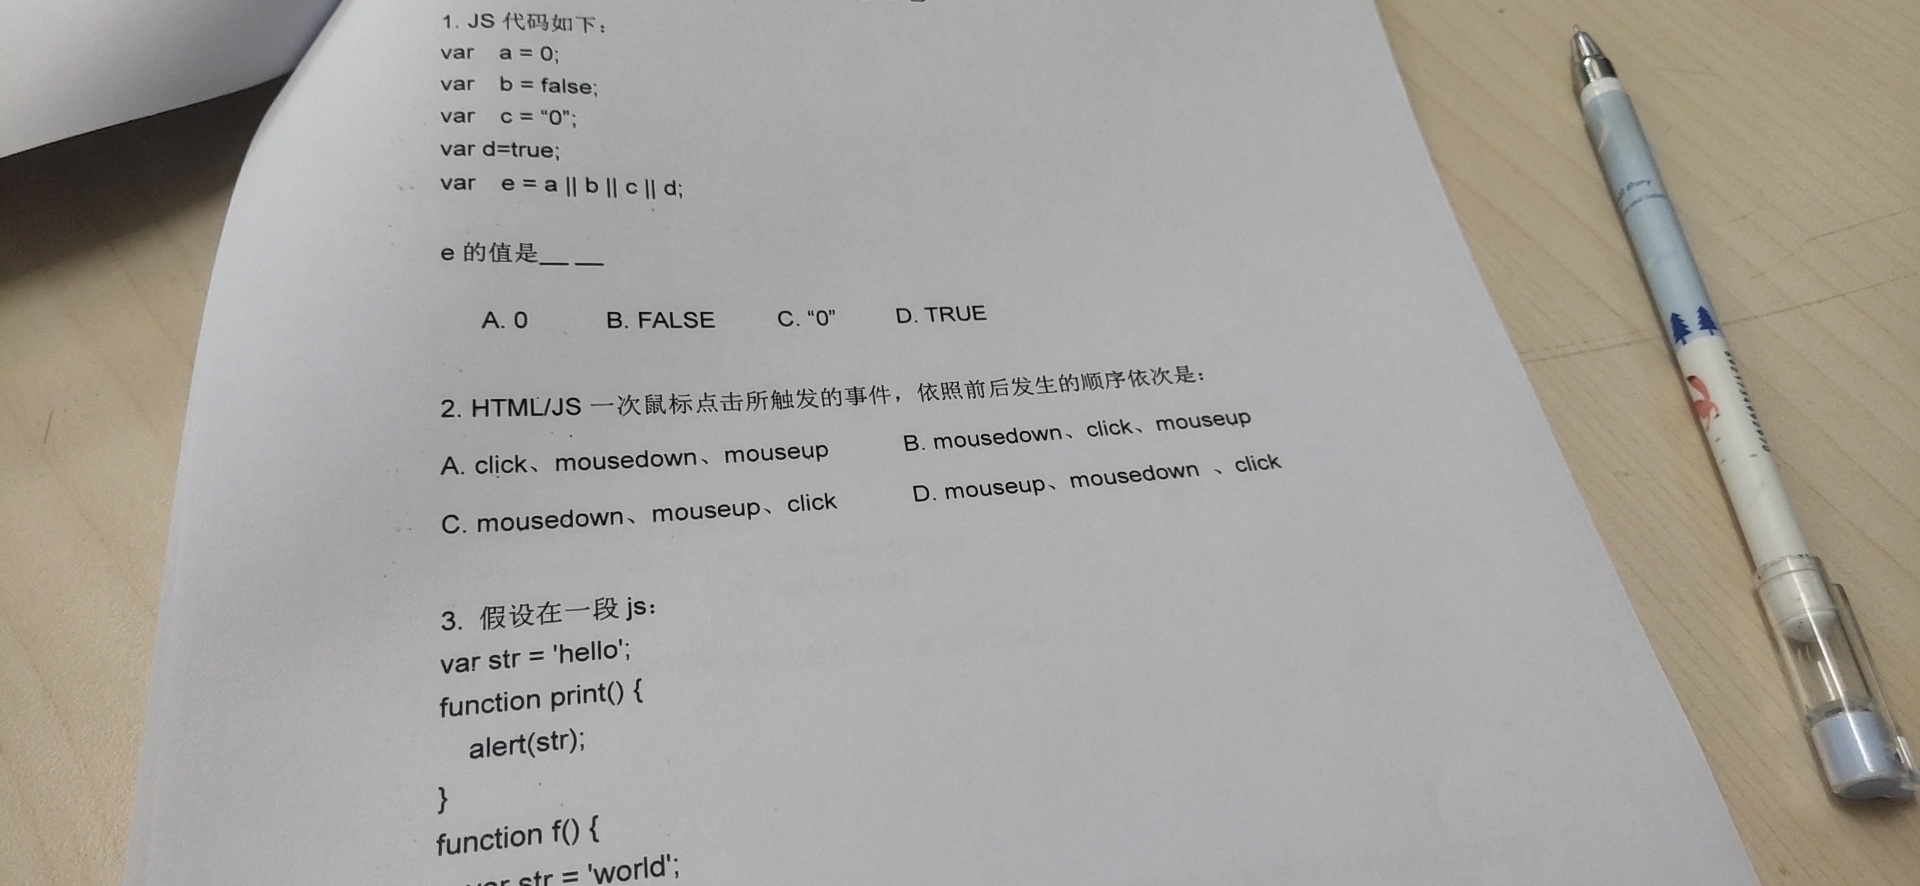 1. JS 代码如下：
var a = 0;
var b = false;
var c = “0”;
var d=true;
var e = a || b || c || d;
e 的值是__ __
A. 0 B. FALSE C. “0” D. TRUE
2. HTML/JS 一次鼠标点击所触发的事件，依照前后发生的顺序依次是：
A. click、mousedown、mouseup B. mousedown、click、mouseup
C. mousedown、mouseup、click D. mouseup、mousedown 、click
3. 假设在一段 js：
var str = 'hello';
function print() {
alert(str);
}
function f() {
var str = 'world';